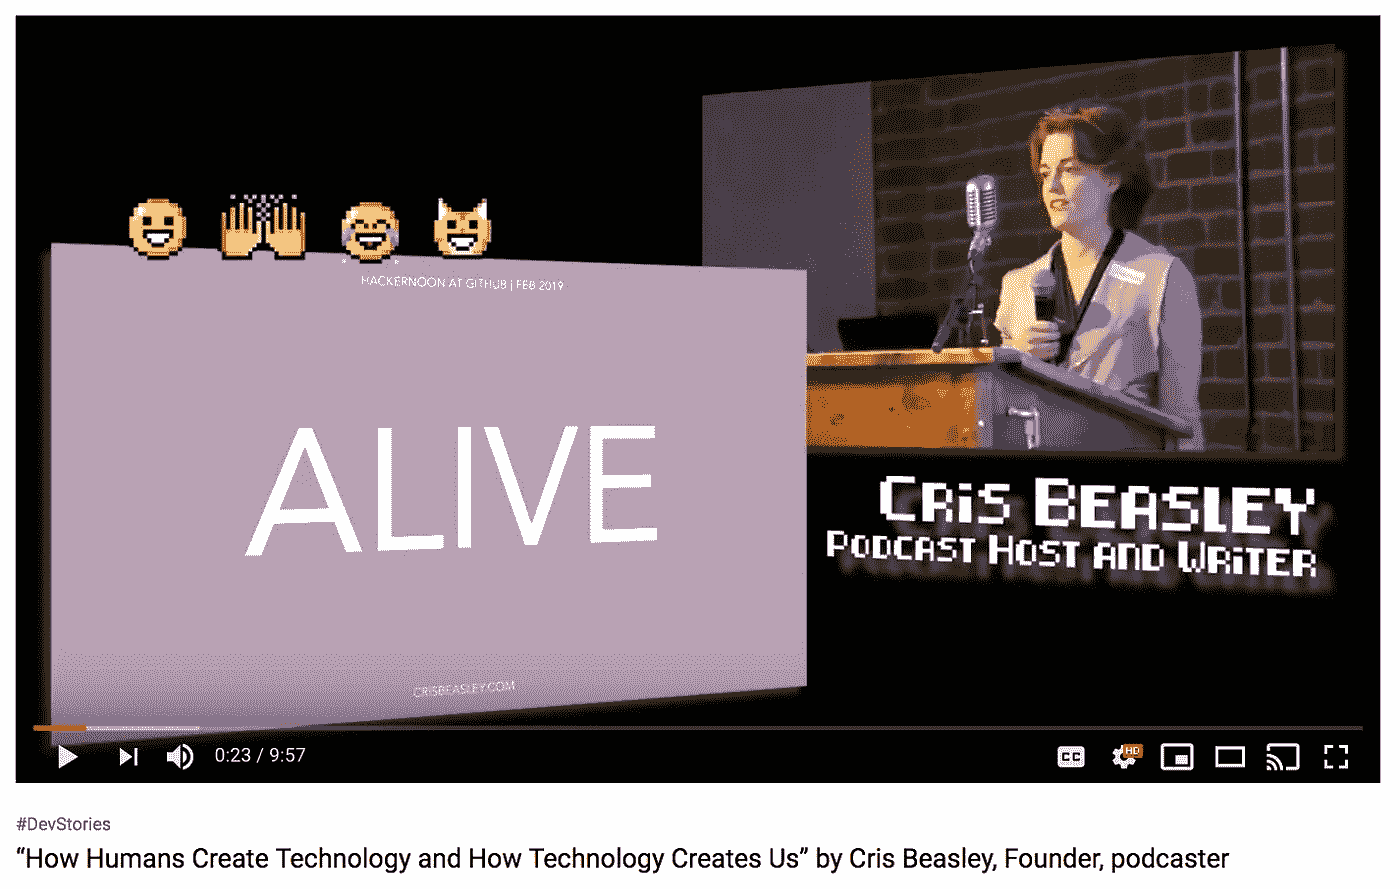 HACKERNOON AT GITHUB | FEB 2019
ALIVE
CRISBEASLEY.COM
CRiS BEASLEY
PODCAST HOST AND WRiTER
0:23 / 9:57
CC
HD
#DevStories
“How Humans Create Technology and How Technology Creates Us” by Cris Beasley, Founder, podcaster